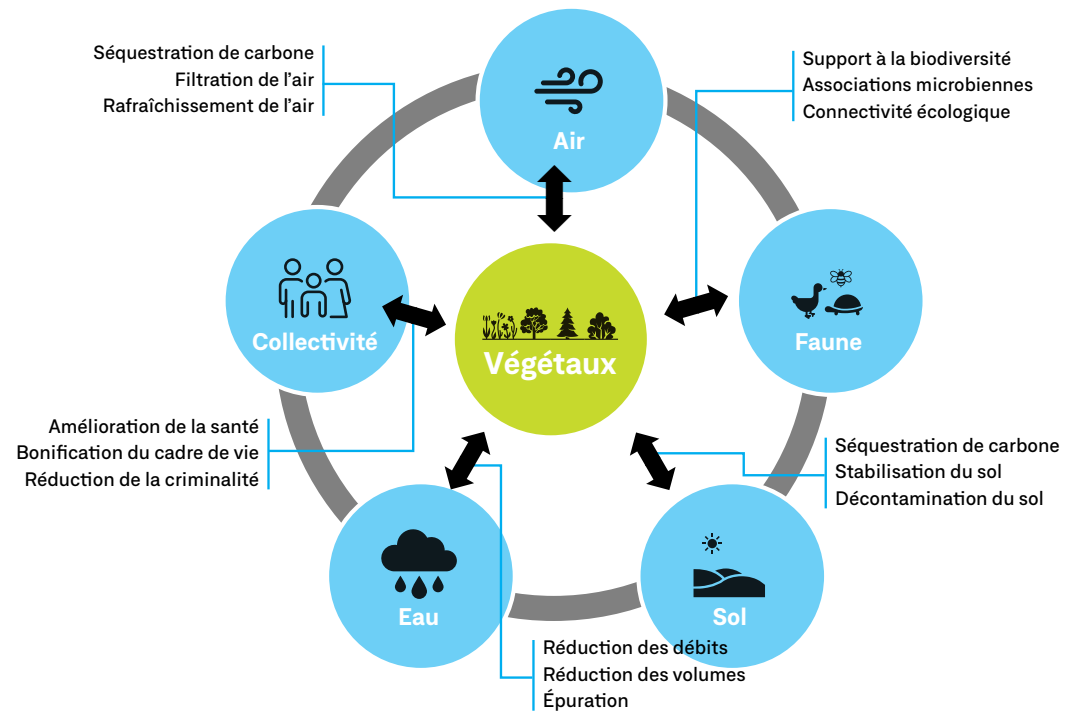 Séquestration de carbone
Filtration de l'air
Rafraîchissement de l'air
Support à la biodiversité
Associations microbiennes
Connectivité écologique
Air
Collectivité
Végétaux
Faune
Amélioration de la santé
Bonification du cadre de vie
Réduction de la criminalité
Séquestration de carbone
Stabilisation du sol
Décontamination du sol
Eau
Sol
Réduction des débits
Réduction des volumes
Épuration